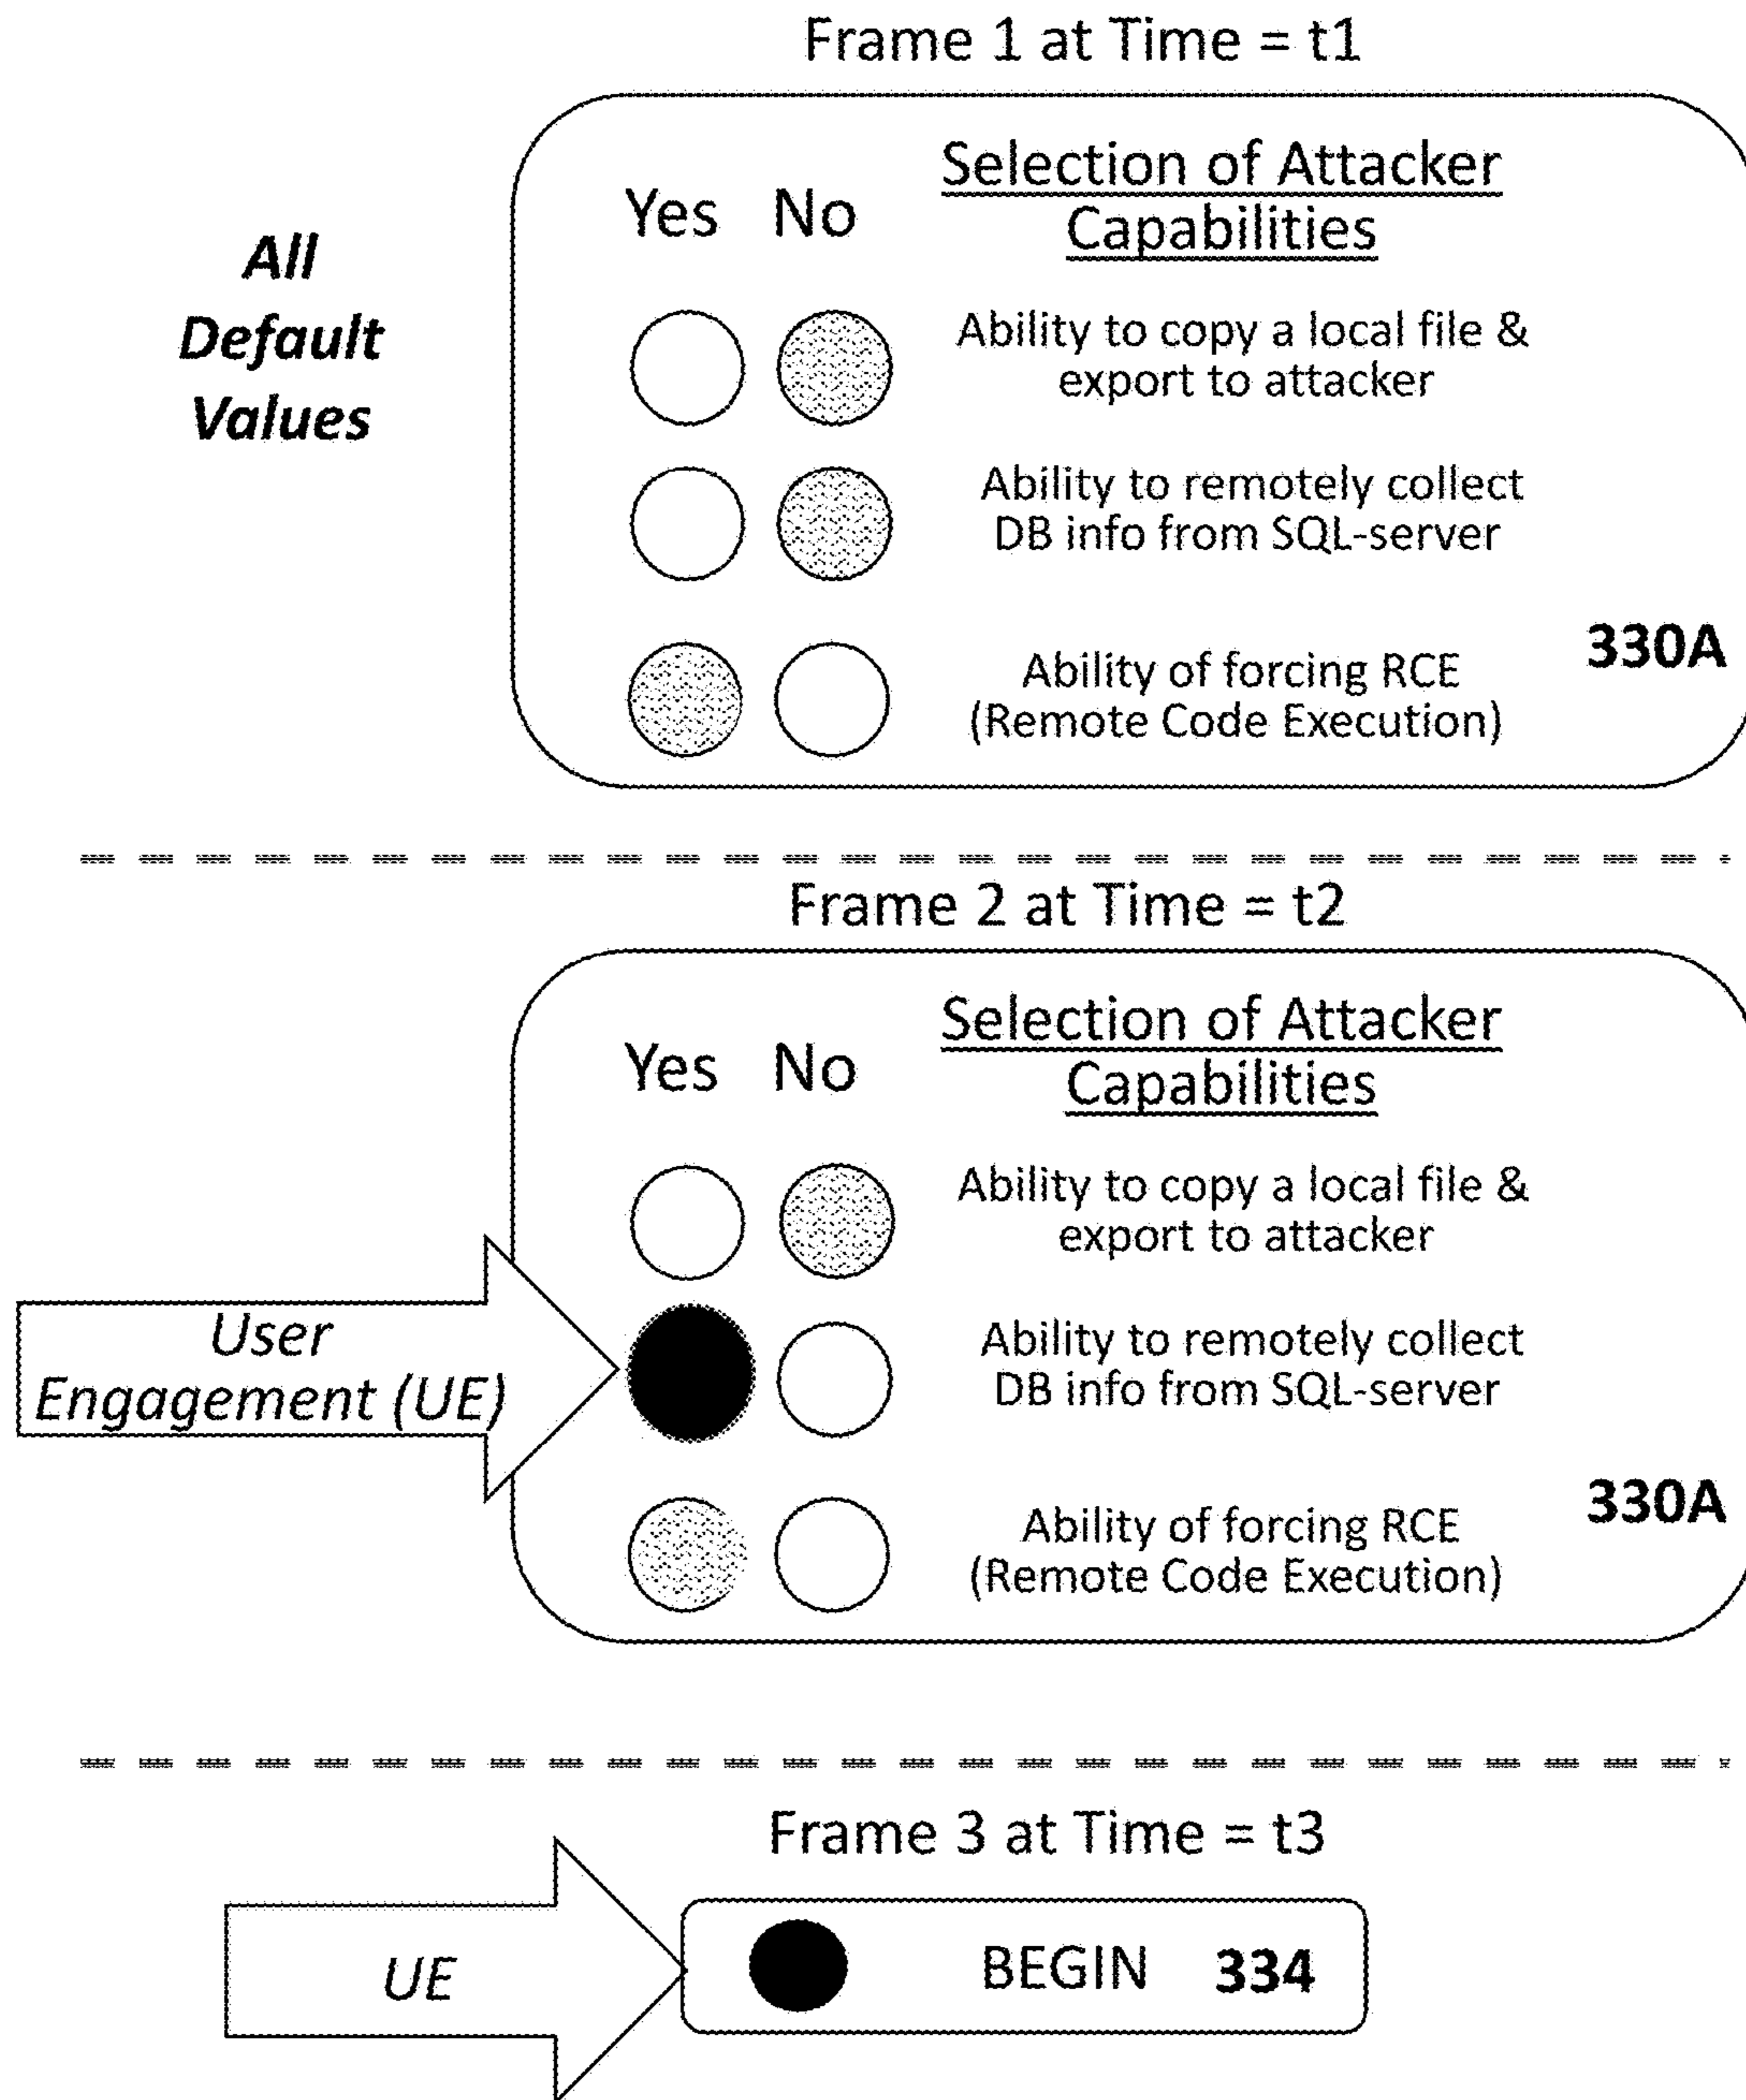 Frame 1 at Time = t1
All
Default
Values
Yes No
Selection of Attacker
Capabilities
Ability to copy a local file &
export to attacker
Ability to remotely collect
DB info from SQL-server
Ability of forcing RCE
(Remote Code Execution)
330A
Frame 2 at Time = t2
Yes No
Selection of Attacker
Capabilities
Ability to copy a local file &
export to attacker
User
Engagement (UE)
Ability to remotely collect
DB info from SQL-server
Ability of forcing RCE
(Remote Code Execution)
330A
Frame 3 at Time = t3
UE
BEGIN 334